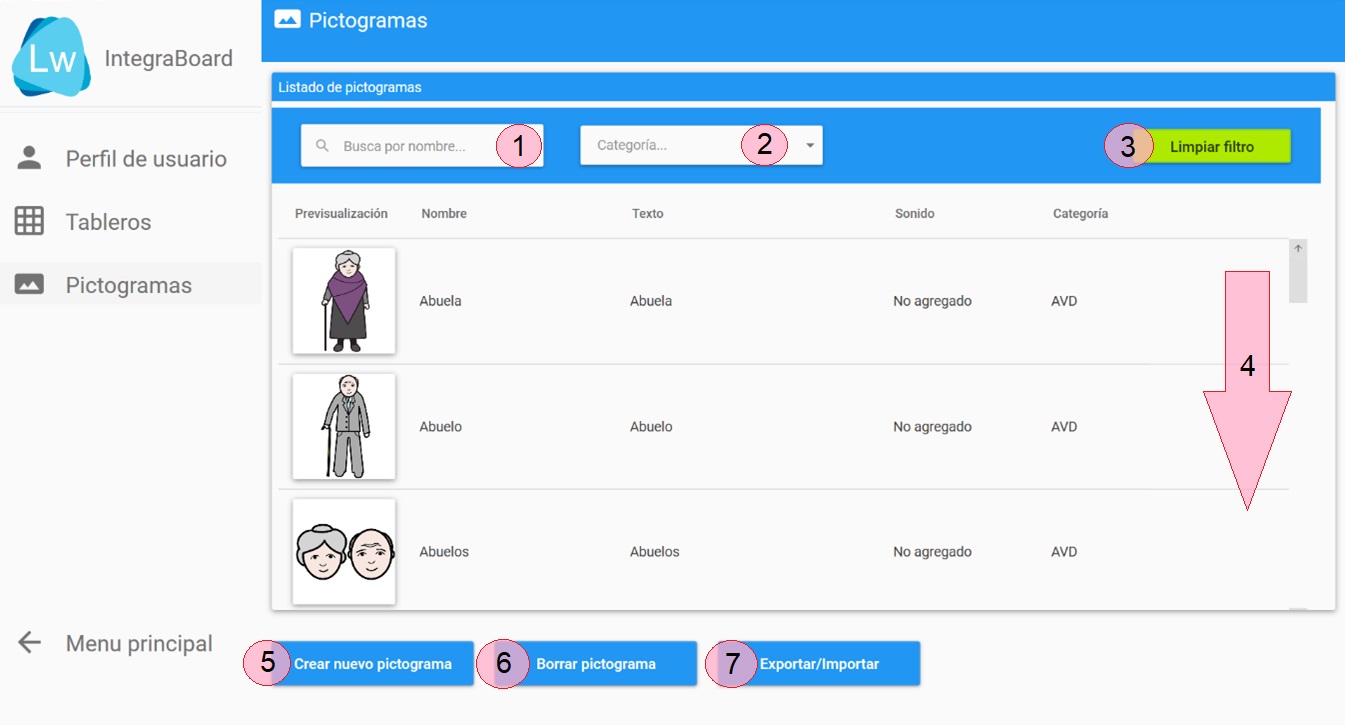 Lw
IntegraBoard
Perfil de usuario
Tableros
Pictogramas
Menu principal
Pictogramas
Listado de pictogramas
Busca por nombre... 1
Categoría... 2
3 Limpiar filtro
Previsualización Nombre Texto Sonido Categoría
Abuela Abuela No agregado AVD
Abuelo Abuelo No agregado AVD
4
Abuelos Abuelos No agregado AVD
5 Crear nuevo pictograma
6 Borrar pictograma
7 Exportar/Importar